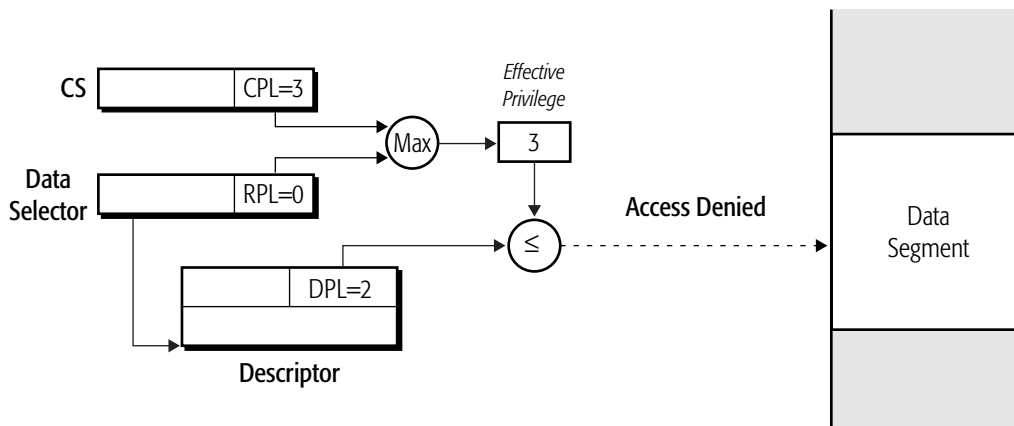 CS
CPL=3
Effective
Privilege
Max
3
Data
Selector
RPL=0
Access Denied
≤
Data
Segment
DPL=2
Descriptor